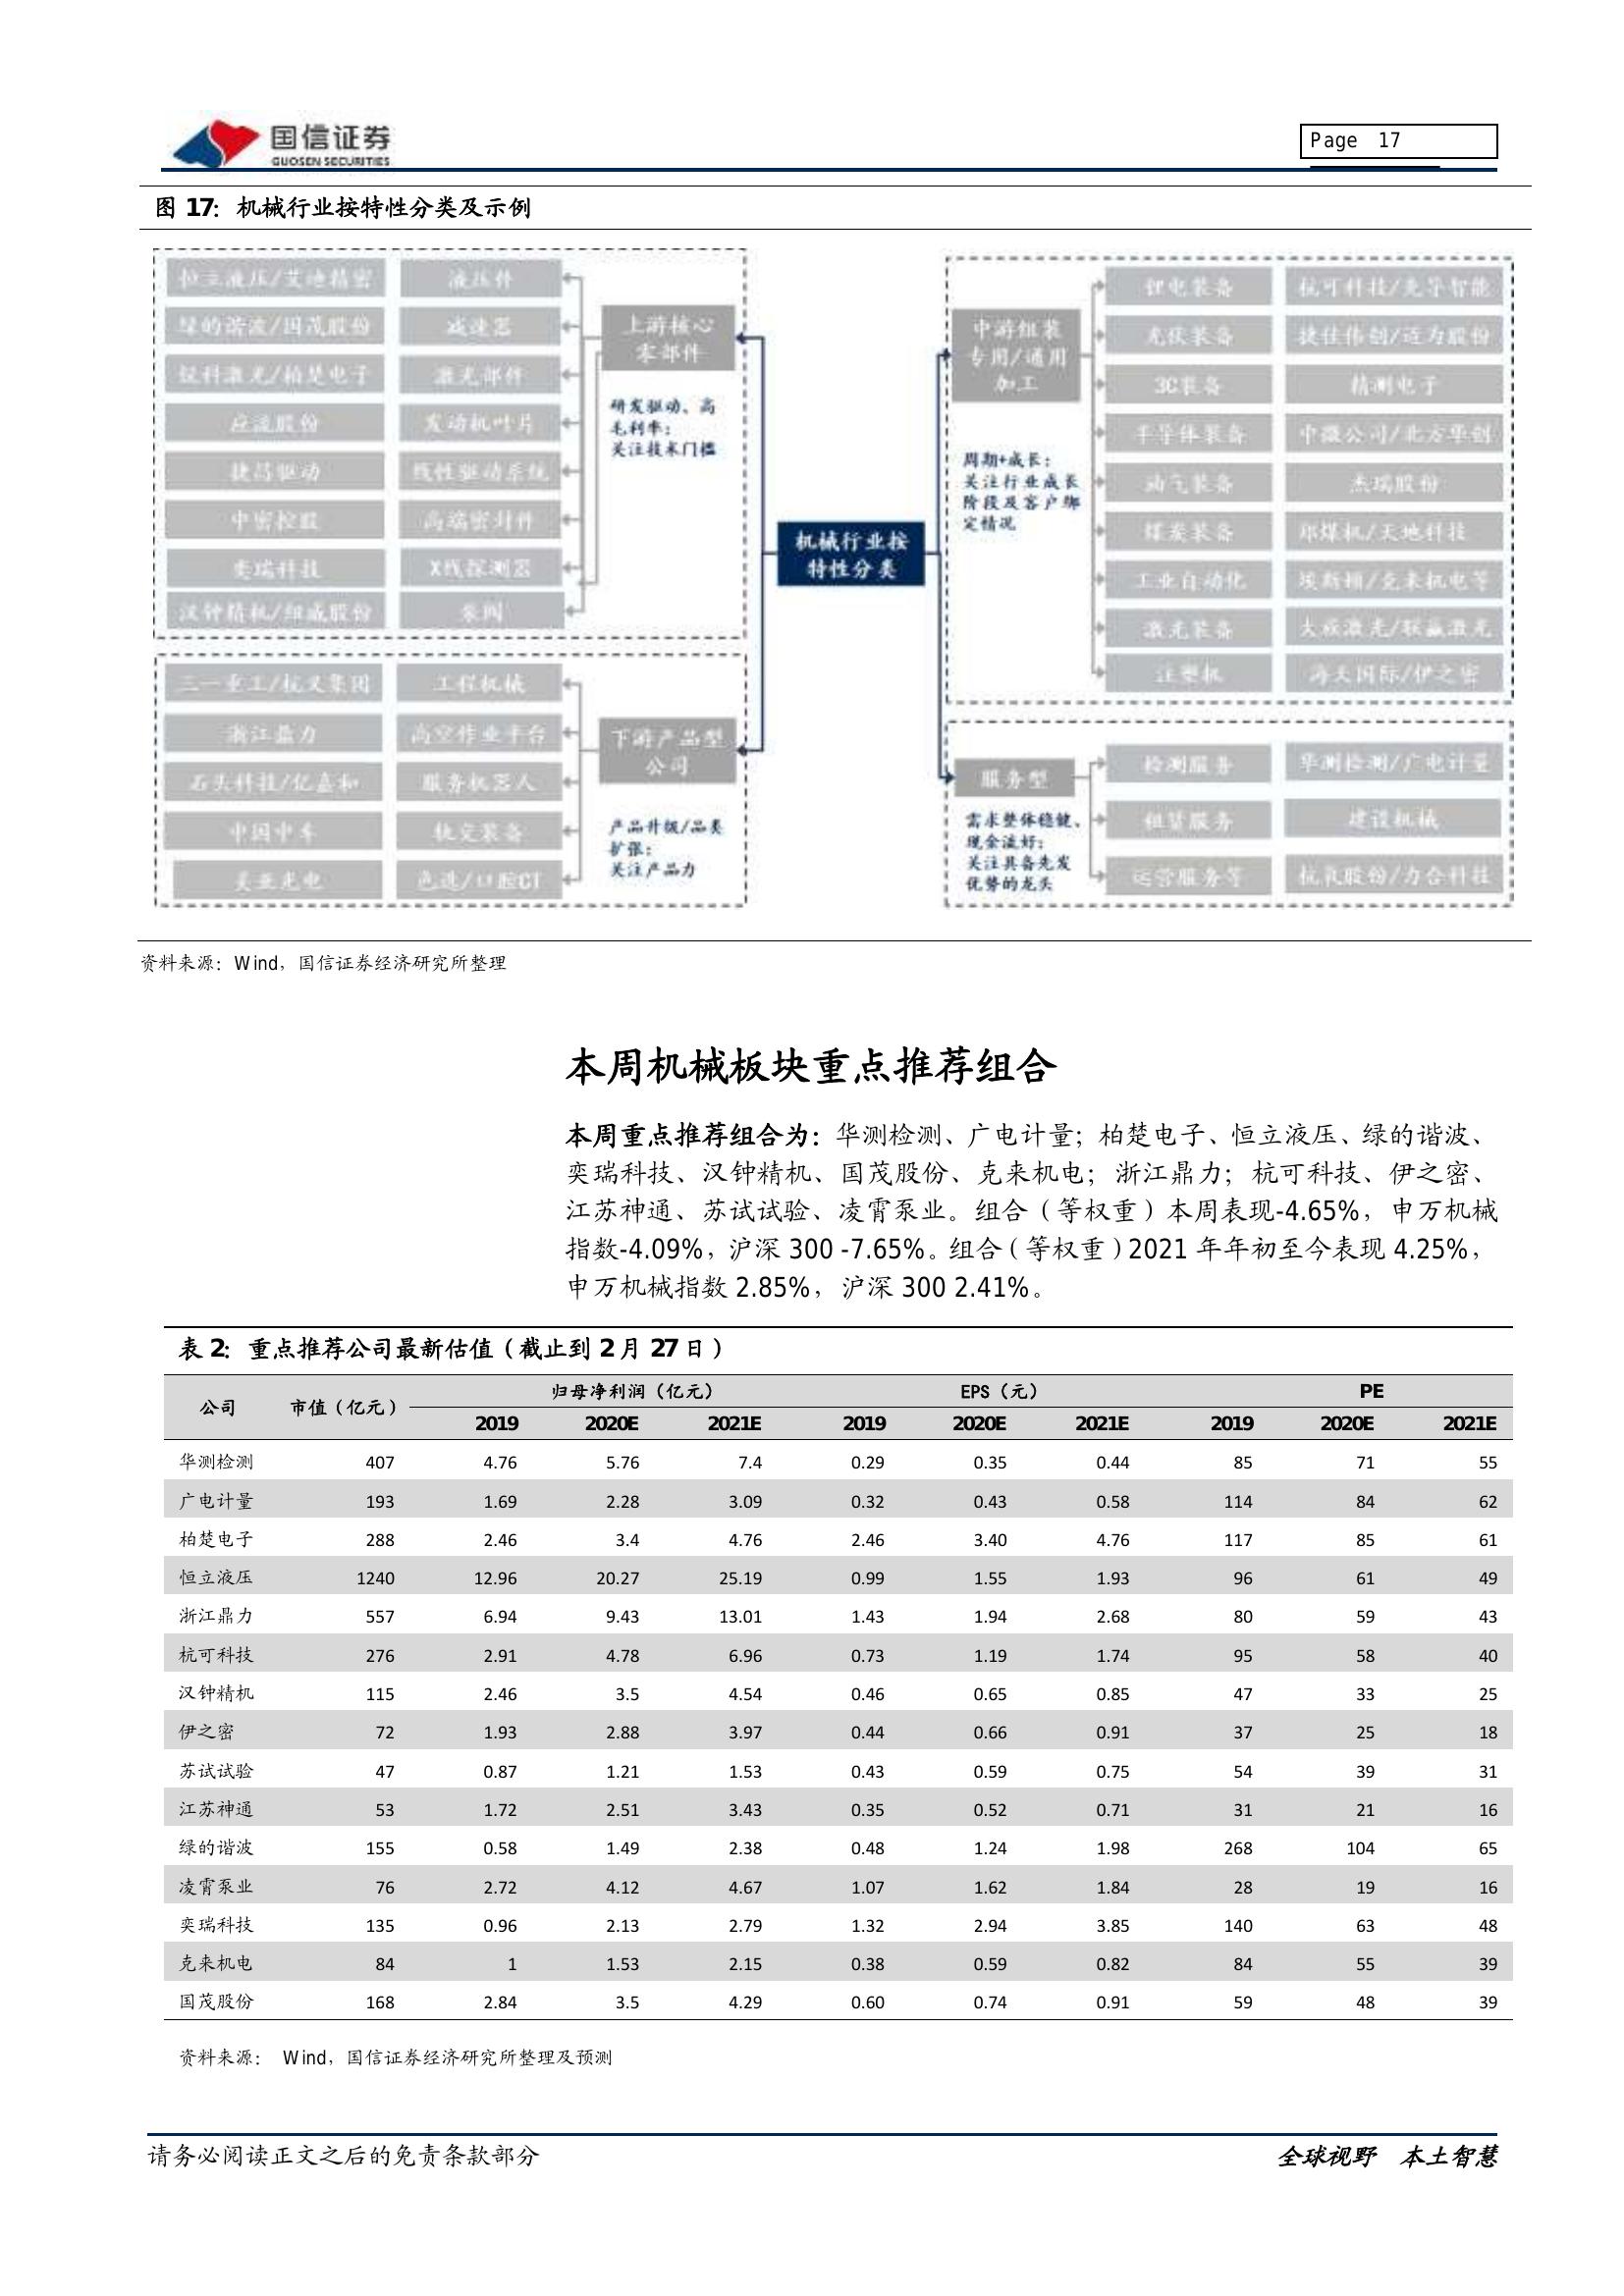 国信证券
GUOSEN SECURITIES
Page 17
图 17：机械行业按特性分类及示例
恒立液压/艾迪精密 液压件
绿的谐波/国茂股份 减速器
锐科激光/柏楚电子 激光部件
应流股份 发动机叶片
捷昌驱动 线性驱动系统
中密控股 高端密封件
奕瑞科技 X线探测器
汉钟精机/纽威股份 泵阀
上游核心
零部件
研发驱动、高
毛利率；
关注技术门槛
三一重工/杭叉集团 工程机械
浙江鼎力 高空作业平台
石头科技/亿嘉和 服务机器人
中国中车 轨交装备
美亚光电 色选/口腔CT
下游产品型
公司
产品升级/品类
扩张；
关注产品力
机械行业按
特性分类
中游组装
专用/通用
加工
周期+成长：
关注行业成长
阶段及客户绑
定情况
锂电装备 杭可科技/先导智能
光伏装备 捷佳伟创/迈为股份
3C装备 精测电子
半导体装备 中微公司/北方华创
油气装备 杰瑞股份
煤炭装备 郑煤机/天地科技
工业自动化 埃斯顿/克来机电等
激光装备 大族激光/联赢激光
注塑机 海天国际/伊之密
服务型
需求整体稳健、
现金流好；
关注具备先发
优势的龙头
检测服务 华测检测/广电计量
租赁服务 建设机械
运营服务等 杭氧股份/力合科技
资料来源：Wind，国信证券经济研究所整理
本周机械板块重点推荐组合
本周重点推荐组合为：华测检测、广电计量；柏楚电子、恒立液压、绿的谐波、
奕瑞科技、汉钟精机、国茂股份、克来机电；浙江鼎力；杭可科技、伊之密、
江苏神通、苏试试验、凌霄泵业。组合（等权重）本周表现-4.65%，申万机械
指数-4.09%，沪深 300 -7.65%。组合（等权重）2021 年年初至今表现 4.25%，
申万机械指数 2.85%，沪深 300 2.41%。
表 2：重点推荐公司最新估值（截止到 2 月 27 日）
公司 市值（亿元） 归母净利润（亿元） EPS（元） PE
2019 2020E 2021E 2019 2020E 2021E 2019 2020E 2021E
华测检测 407 4.76 5.76 7.4 0.29 0.35 0.44 85 71 55
广电计量 193 1.69 2.28 3.09 0.32 0.43 0.58 114 84 62
柏楚电子 288 2.46 3.4 4.76 2.46 3.40 4.76 117 85 61
恒立液压 1240 12.96 20.27 25.19 0.99 1.55 1.93 96 61 49
浙江鼎力 557 6.94 9.43 13.01 1.43 1.94 2.68 80 59 43
杭可科技 276 2.91 4.78 6.96 0.73 1.19 1.74 95 58 40
汉钟精机 115 2.46 3.5 4.54 0.46 0.65 0.85 47 33 25
伊之密 72 1.93 2.88 3.97 0.44 0.66 0.91 37 25 18
苏试试验 47 0.87 1.21 1.53 0.43 0.59 0.75 54 39 31
江苏神通 53 1.72 2.51 3.43 0.35 0.52 0.71 31 21 16
绿的谐波 155 0.58 1.49 2.38 0.48 1.24 1.98 268 104 65
凌霄泵业 76 2.72 4.12 4.67 1.07 1.62 1.84 28 19 16
奕瑞科技 135 0.96 2.13 2.79 1.32 2.94 3.85 140 63 48
克来机电 84 1 1.53 2.15 0.38 0.59 0.82 84 55 39
国茂股份 168 2.84 3.5 4.29 0.60 0.74 0.91 59 48 39
资料来源： Wind，国信证券经济研究所整理及预测
请务必阅读正文之后的免责条款部分
全球视野 本土智慧